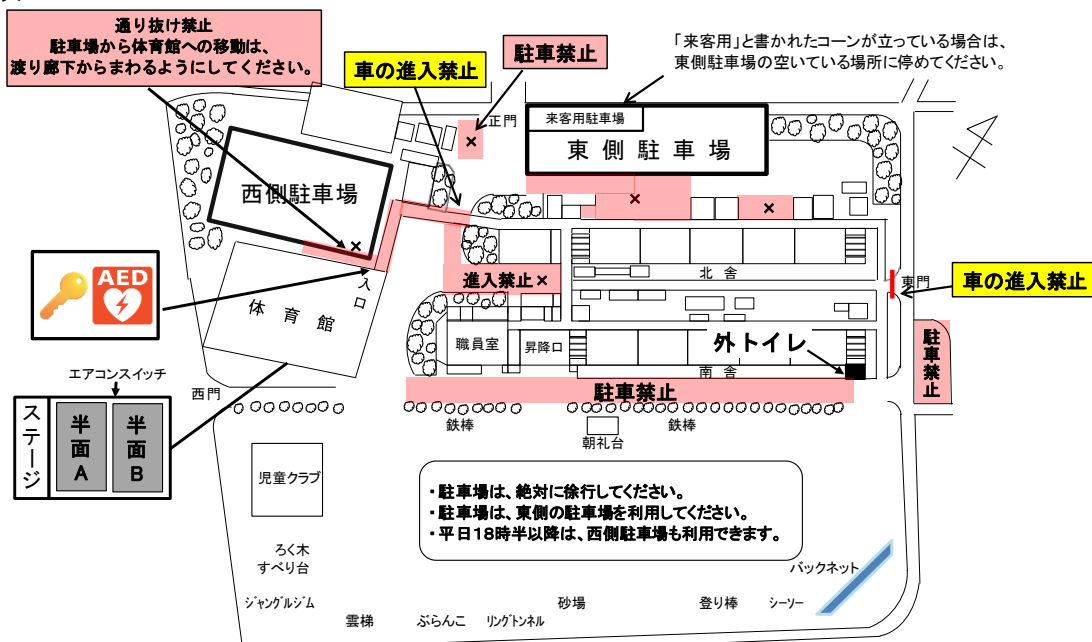 通り抜け禁止
駐車場から体育館への移動は、
渡り廊下からまわるようにしてください。
車の進入禁止
駐車禁止
「来客用」と書かれたコーンが立っている場合は、
東側駐車場の空いている場所に停めてください。
正門
×
来客用駐車場
東側駐車場
西側駐車場
×
×
×
AED
入口
体育館
進入禁止×
北舎
東門
車の進入禁止
職員室
昇降口
外トイレ
南舎
駐車禁止
駐車禁止
エアコンスイッチ
西門
ステージ
半面A
半面B
鉄棒
朝礼台
鉄棒
児童クラブ
・駐車場は、絶対に徐行してください。
・駐車場は、東側の駐車場を利用してください。
・平日18時半以降は、西側駐車場も利用できます。
ろく木
すべり台
バックネット
ジャングルジム
雲梯
ぶらんこ
リングトンネル
砂場
登り棒
シーソー